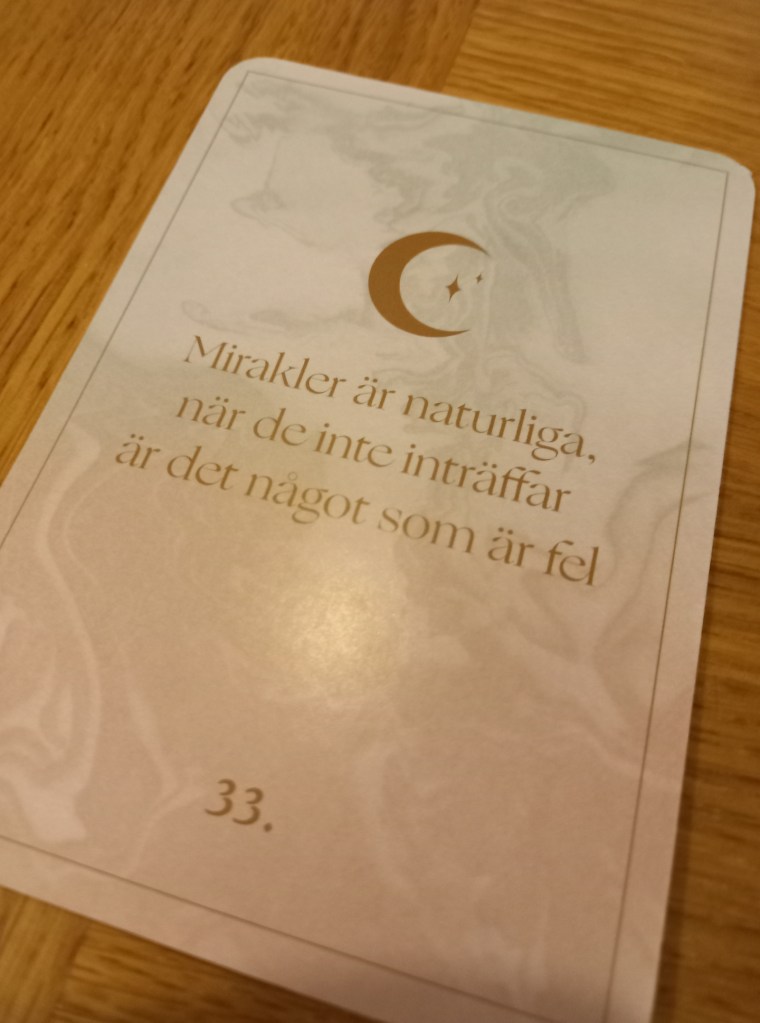 Mirakler är naturliga,
när de inte inträffar
är det något som är fel
33.